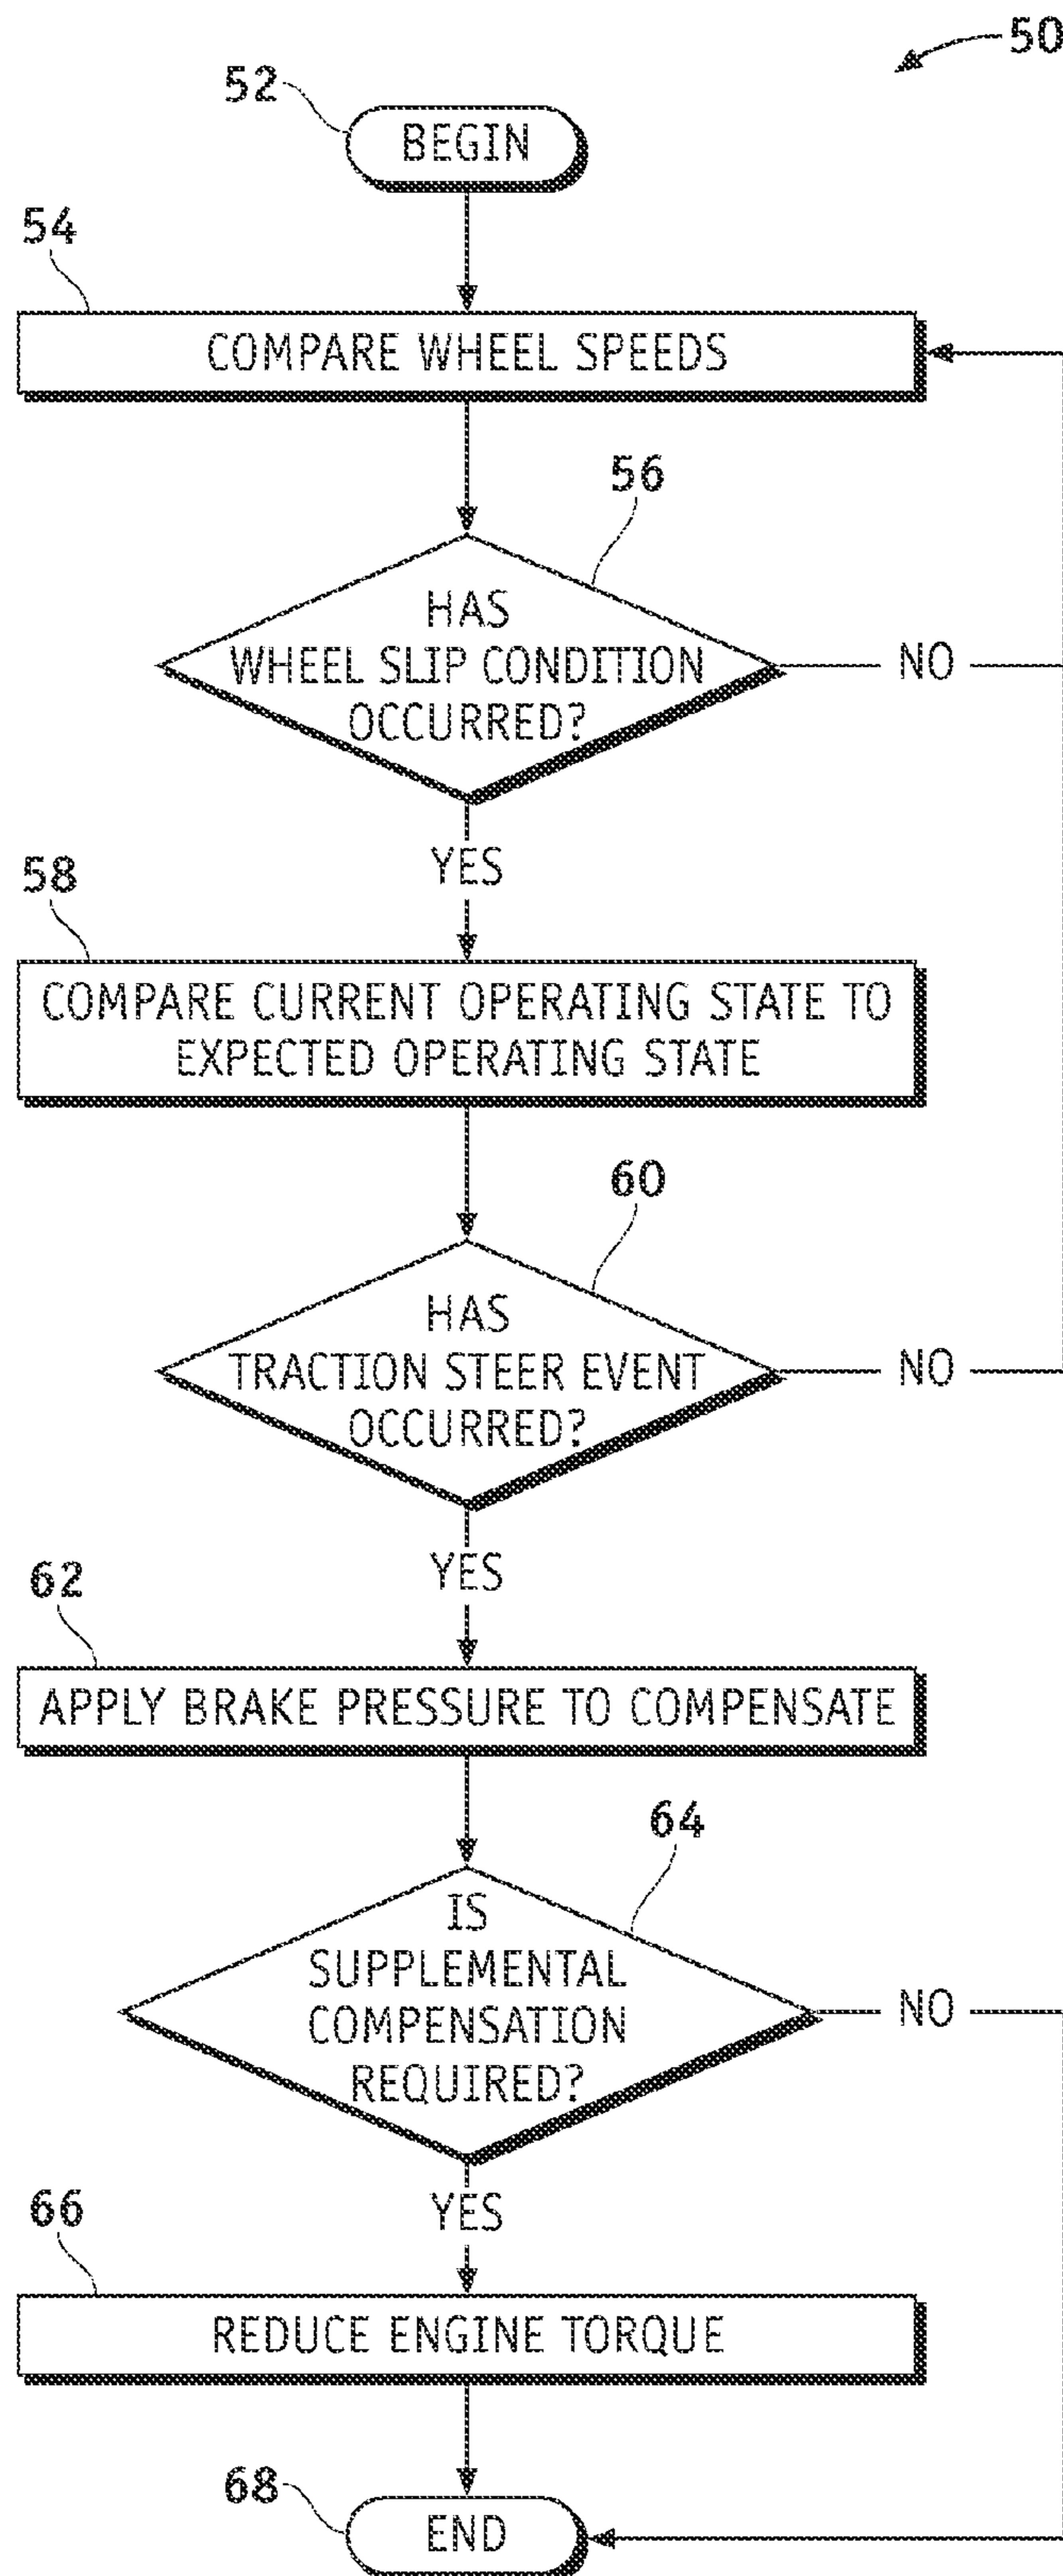 50
52
BEGIN
54
COMPARE WHEEL SPEEDS
56
HAS
WHEEL SLIP CONDITION
OCCURRED?
NO
YES
58
COMPARE CURRENT OPERATING STATE TO
EXPECTED OPERATING STATE
60
HAS
TRACTION STEER EVENT
OCCURRED?
NO
YES
62
APPLY BRAKE PRESSURE TO COMPENSATE
64
IS
SUPPLEMENTAL
COMPENSATION
REQUIRED?
NO
YES
66
REDUCE ENGINE TORQUE
68
END